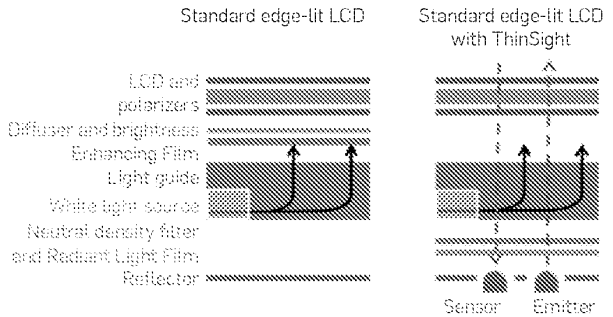 Standard edge-lit LCD
Standard edge-lit LCD
with ThinSight
LCD and
polarizers
Diffuser and brightness
Enhancing Film
Light guide
White light source
Neutral density filter
and Radiant Light Film
Reflector
Sensor
Emitter